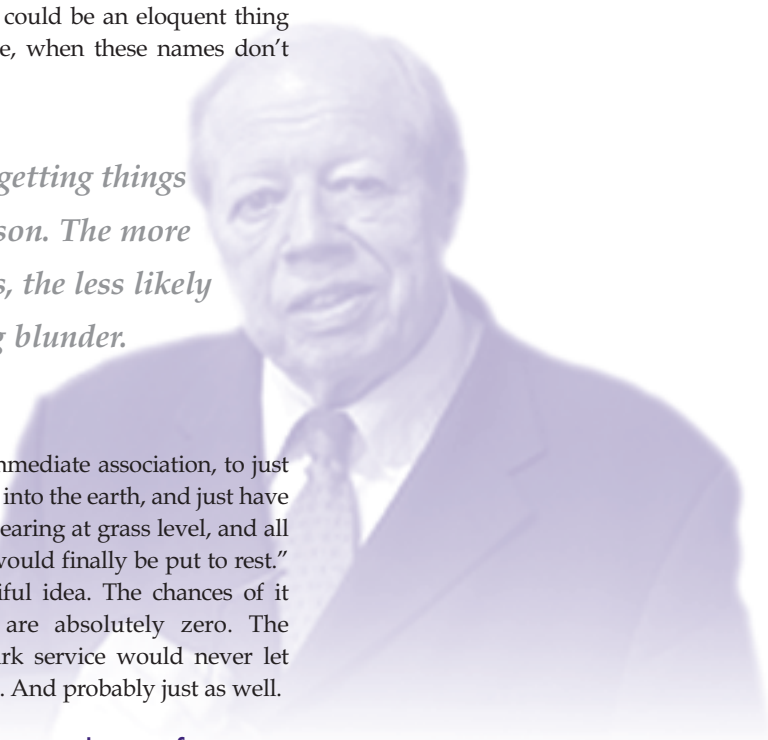 could be an eloquent thing
e, when these names don't
getting things
son. The more
s, the less likely
g blunder.
mmediate association, to just
into the earth, and just have
earing at grass level, and all
would finally be put to rest."
iful idea. The chances of it
are absolutely zero. The
rk service would never let
. And probably just as well.